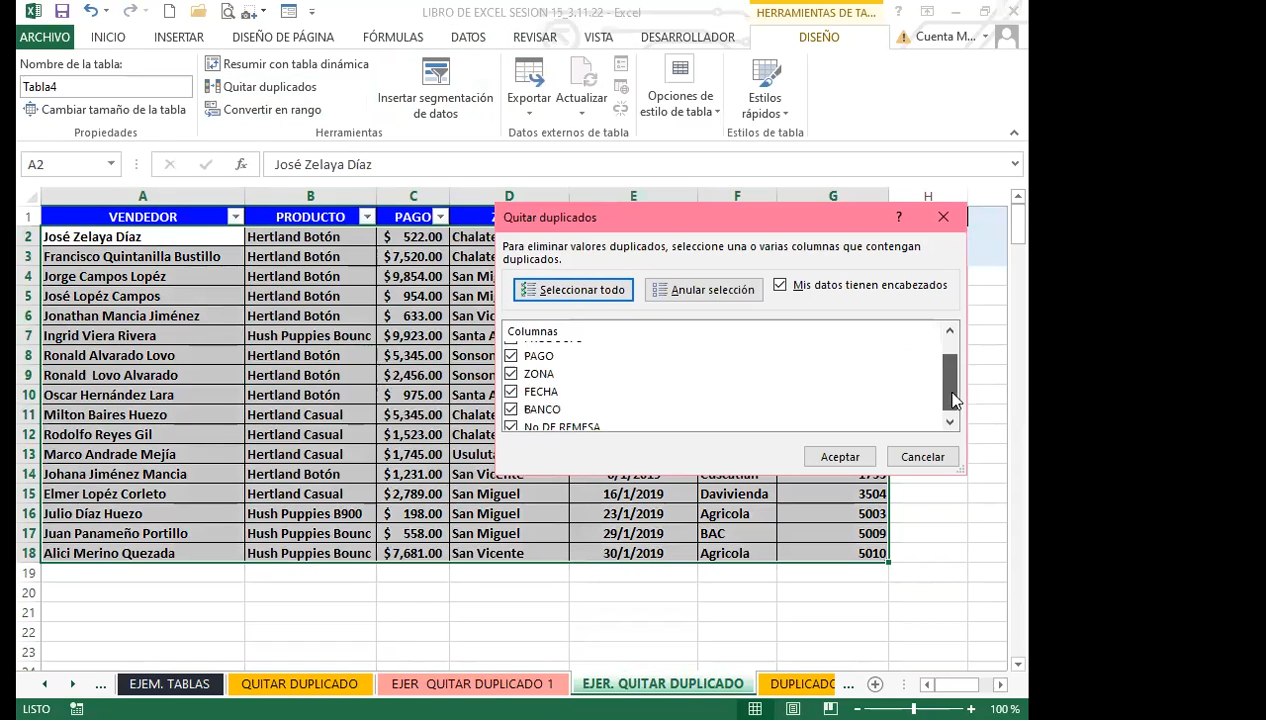 LIBRO DE EXCEL SESION 15_3.11.22 - Excel
HERRAMIENTAS DE TA...
ARCHIVO INICIO INSERTAR DISEÑO DE PÁGINA FÓRMULAS DATOS REVISAR VISTA DESARROLLADOR DISEÑO Cuenta M...
Nombre de la tabla:
Tabla4
Cambiar tamaño de la tabla
Propiedades
Resumir con tabla dinámica
Quitar duplicados
Convertir en rango
Herramientas
Insertar segmentación
de datos
Exportar Actualizar
Datos externos de tabla
Opciones de
estilo de tabla
Estilos
rápidos
Estilos de tabla
A2 fx José Zelaya Díaz
A B C D E F G H
1 VENDEDOR PRODUCTO PAGO
2 José Zelaya Díaz Hertland Botón $ 522.00 Chalate
3 Francisco Quintanilla Bustillo Hertland Botón $ 7,520.00 Chalate
4 Jorge Campos Lopéz Hertland Botón $ 9,854.00 San Mi
5 José Lopéz Campos Hertland Botón $ 954.00 San Mi
6 Jonathan Mancia Jiménez Hertland Botón $ 633.00 San Vic
7 Ingrid Viera Rivera Hush Puppies Bounc $ 9,923.00 San Mi
8 Ronald Alvarado Lovo Hertland Botón $ 5,345.00 Sonson
9 Ronald Lovo Alvarado Hertland Botón $ 2,456.00 Sonson
10 Oscar Hernández Lara Hertland Botón $ 975.00 Santa A
11 Milton Baires Huezo Hertland Casual $ 5,345.00 Chalate
12 Rodolfo Reyes Gil Hertland Casual $ 1,523.00 Chalate
13 Marco Andrade Mejía Hertland Casual $ 1,745.00 Usulut
14 Johana Jiménez Mancia Hertland Botón $ 1,231.00 San Vicente
15 Elmer Lopéz Corleto Hertland Casual $ 2,789.00 San Miguel 16/1/2019 Davivienda 3504
16 Julio Díaz Huezo Hush Puppies B900 $ 198.00 San Miguel 23/1/2019 Agricola 5003
17 Juan Panameño Portillo Hush Puppies Bounc $ 558.00 San Miguel 29/1/2019 BAC 5009
18 Alici Merino Quezada Hush Puppies Bounc $ 7,681.00 San Vicente 30/1/2019 Agricola 5010
19
20
21
22
23
Quitar duplicados ?
Para eliminar valores duplicados, seleccione una o varias columnas que contengan
duplicados.
Seleccionar todo Anular selección Mis datos tienen encabezados
Columnas
PAGO
ZONA
FECHA
BANCO
No DE REMESA
Aceptar Cancelar
... EJEM. TABLAS QUITAR DUPLICADO EJER QUITAR DUPLICADO 1 EJER. QUITAR DUPLICADO DUPLICADO ...
LISTO 100 %